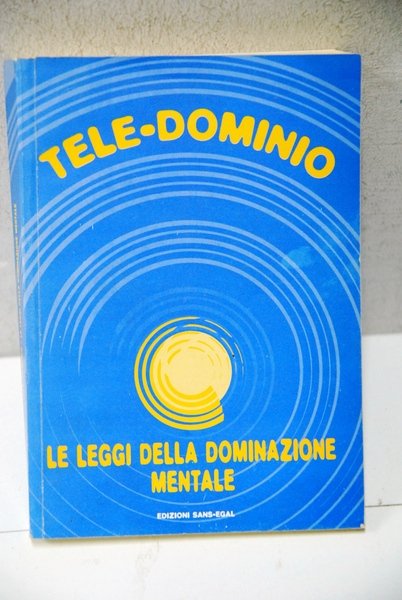 TELE-DOMINIO
LE LEGGI DELLA DOMINAZIONE
MENTALE
EDIZIONI SANS-EGAL